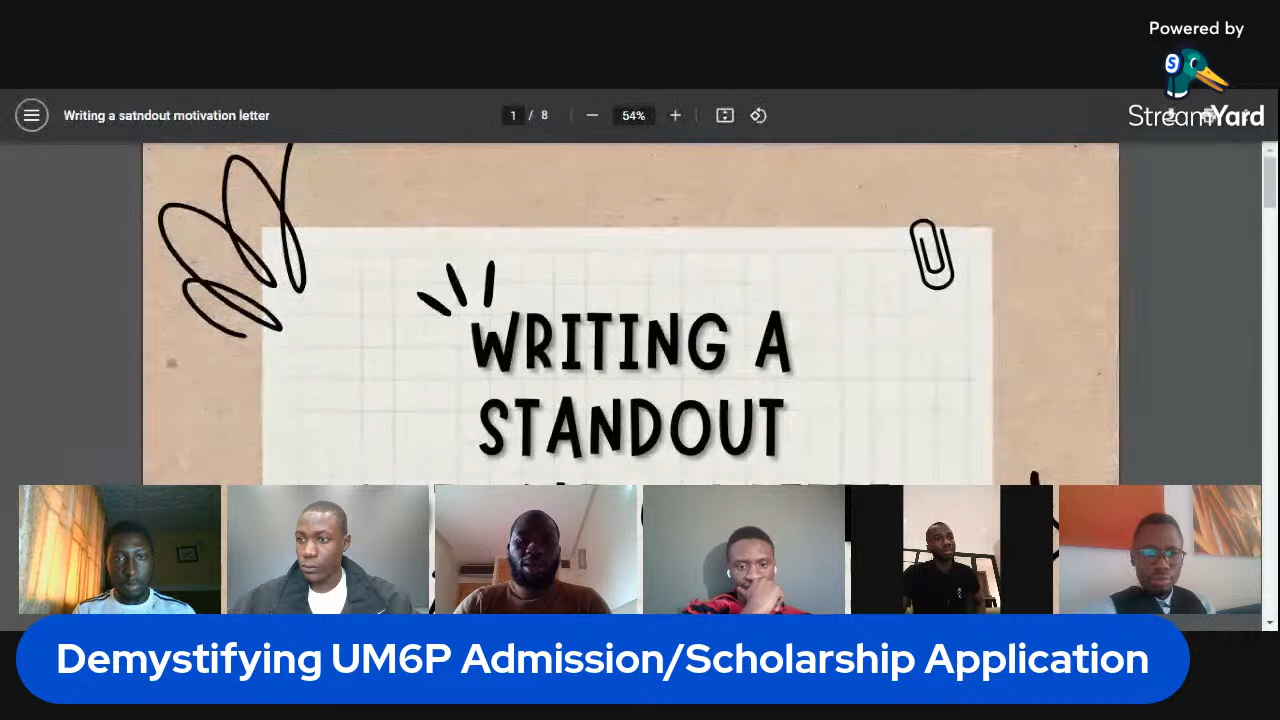 Powered by
StreamYard
Writing a satndout motivation letter
1 / 8
54%
WRITING A
STANDOUT
Demystifying UM6P Admission/Scholarship Application